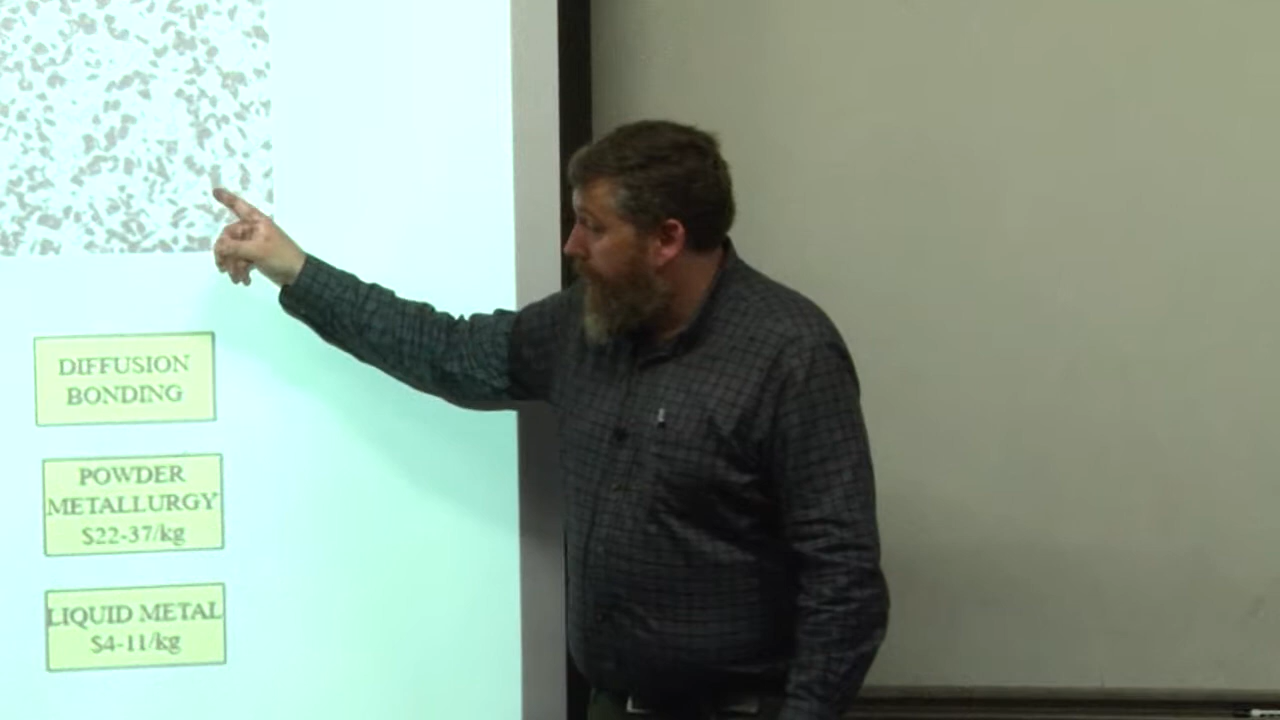 DIFFUSION
BONDING
POWDER
METALLURGY
$22-37/kg
LIQUID METAL
$4-11/kg